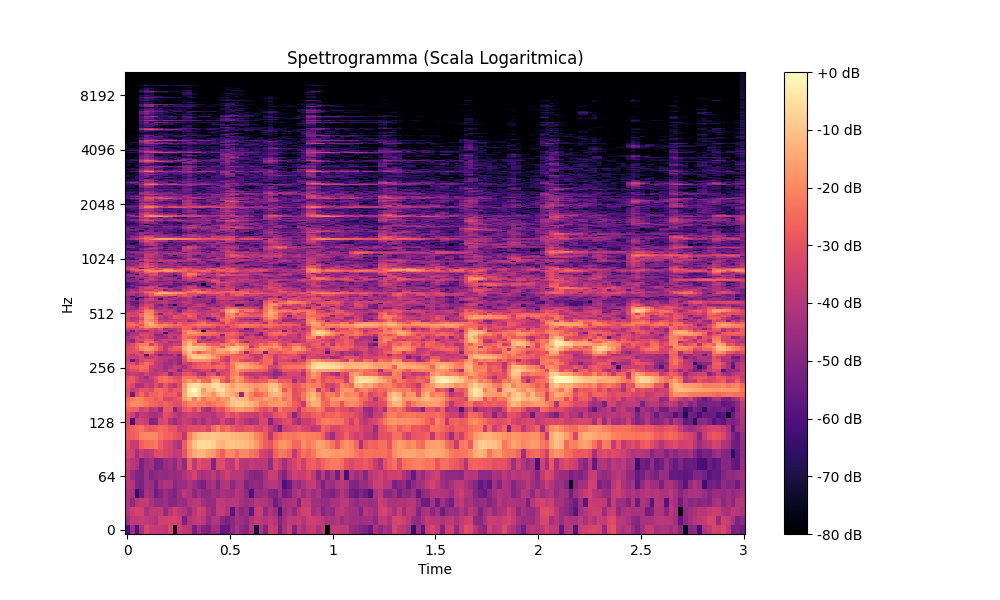 Spettrogramma (Scala Logaritmica)
Hz
8192
4096
2048
1024
512
256
128
64
0
0
0.5
1
1.5
2
2.5
3
Time
+0 dB
-10 dB
-20 dB
-30 dB
-40 dB
-50 dB
-60 dB
-70 dB
-80 dB